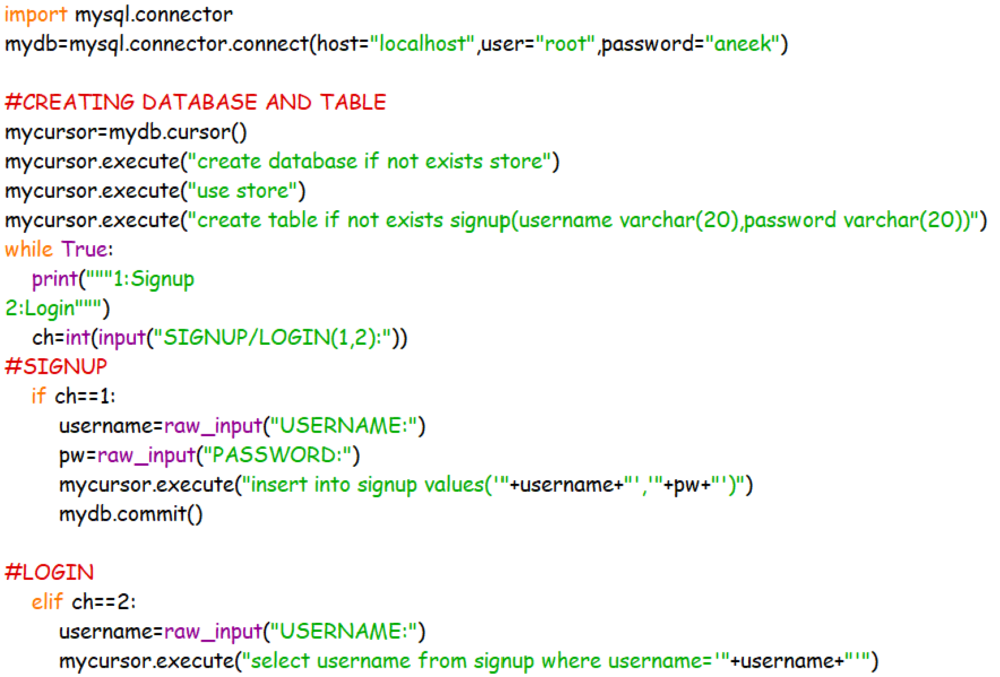 import mysql.connector
mydb=mysql.connector.connect(host="localhost",user="root",password="aneek")
#CREATING DATABASE AND TABLE
mycursor=mydb.cursor()
mycursor.execute("create database if not exists store")
mycursor.execute("use store")
mycursor.execute("create table if not exists signup(username varchar(20),password varchar(20))")
while True:
print("""1:Signup
2:Login""")
ch=int(input("SIGNUP/LOGIN(1,2):"))
#SIGNUP
if ch==1:
username=raw_input("USERNAME:")
pw=raw_input("PASSWORD:")
mycursor.execute("insert into signup values('"+username+"','"+pw+"')")
mydb.commit()
#LOGIN
elif ch==2:
username=raw_input("USERNAME:")
mycursor.execute("select username from signup where username='"+username+"'")